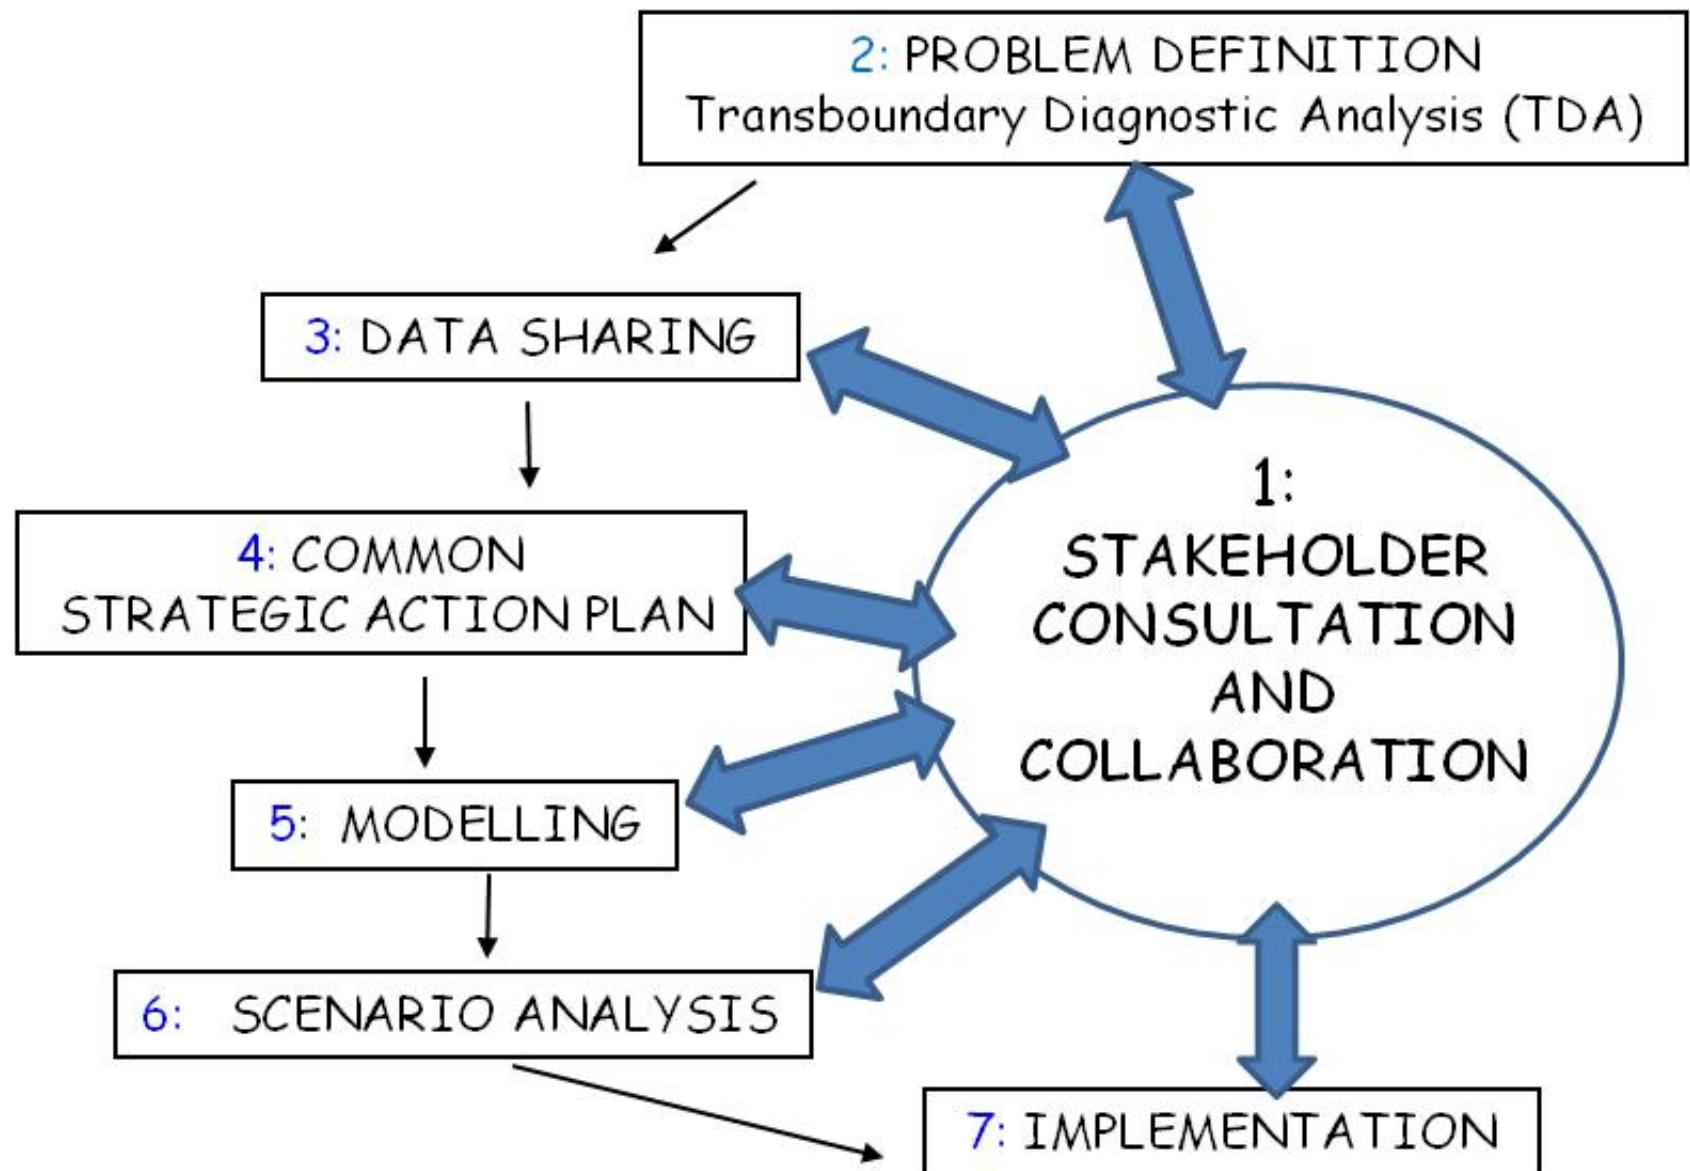 2: PROBLEM DEFINITION
Transboundary Diagnostic Analysis (TDA)
3: DATA SHARING
4: COMMON
STRATEGIC ACTION PLAN
1:
STAKEHOLDER
CONSULTATION
AND
COLLABORATION
5: MODELLING
6: SCENARIO ANALYSIS
7: IMPLEMENTATION